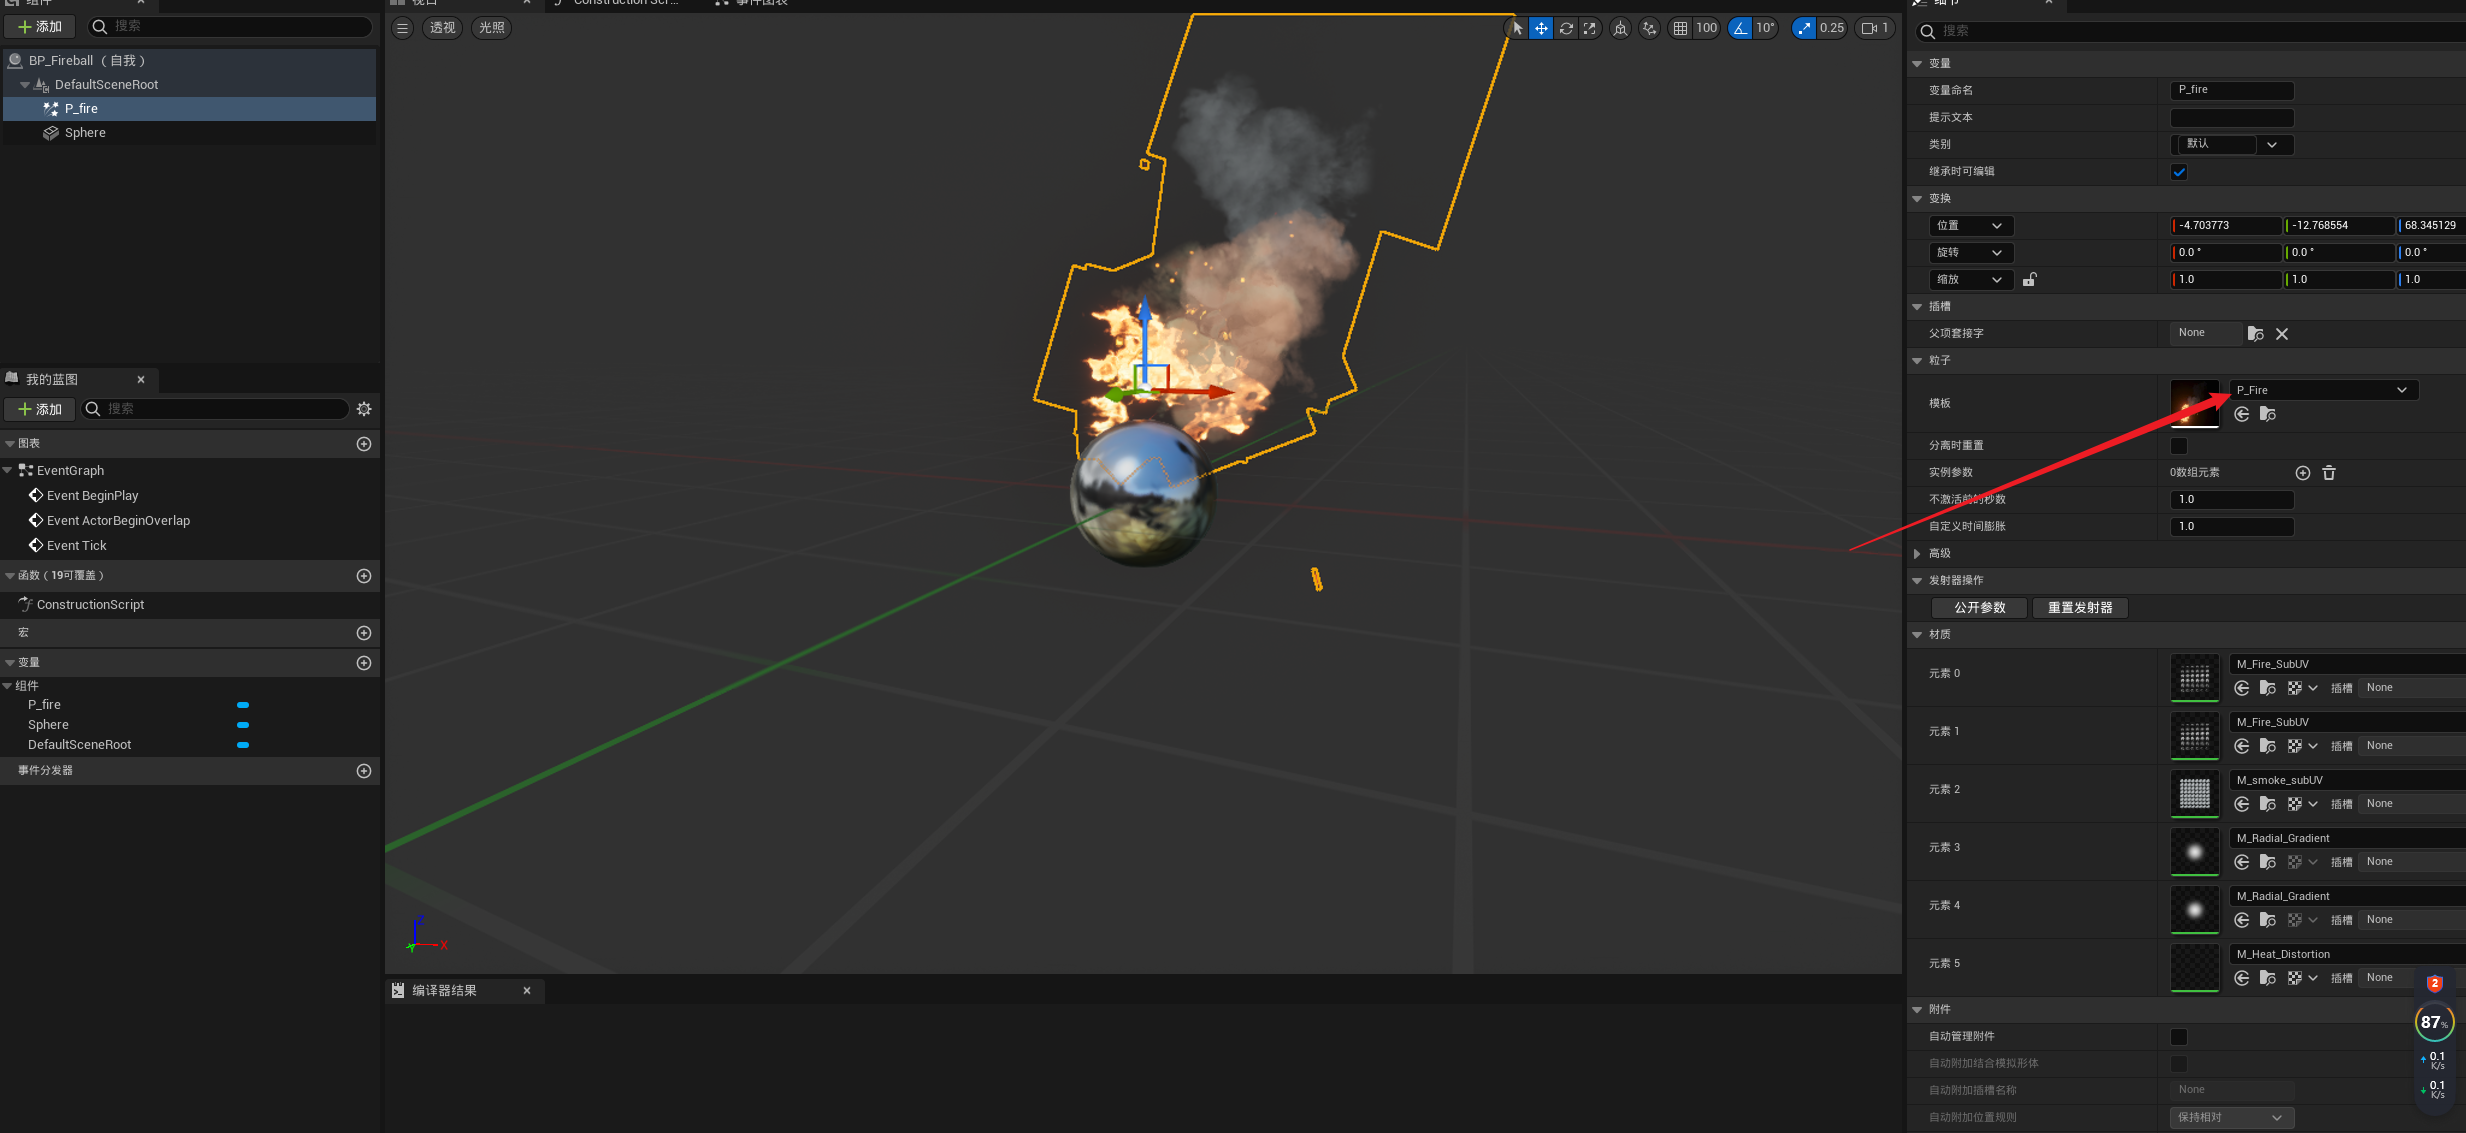 组件
添加
搜索
BP_Fireball （自我）
DefaultSceneRoot
P_fire
Sphere
我的蓝图
添加
搜索
图表
EventGraph
Event BeginPlay
Event ActorBeginOverlap
Event Tick
函数（19可覆盖）
ConstructionScript
宏
变量
组件
P_fire
Sphere
DefaultSceneRoot
事件分发器
视口
Construction Scr...
事件图表
透视
光照
100
10°
0.25
1
Z
X
Y
编译器结果
细节
搜索
变量
变量命名
P_fire
提示文本
类别
默认
继承时可编辑
变换
位置
-4.703773
-12.768554
68.345129
旋转
0.0 °
0.0 °
0.0 °
缩放
1.0
1.0
1.0
插槽
父项套接字
None
粒子
模板
P_Fire
分离时重置
实例参数
0数组元素
不激活前的秒数
1.0
自定义时间膨胀
1.0
高级
发射器操作
公开参数
重置发射器
材质
元素 0
M_Fire_SubUV
插槽
None
元素 1
M_Fire_SubUV
插槽
None
元素 2
M_smoke_subUV
插槽
None
元素 3
M_Radial_Gradient
插槽
None
元素 4
M_Radial_Gradient
插槽
None
元素 5
M_Heat_Distortion
插槽
None
附件
自动管理附件
自动附加结合模拟形体
自动附加插槽名称
None
自动附加位置规则
保持相对
2
87%
0.1
K/s
0.1
K/s